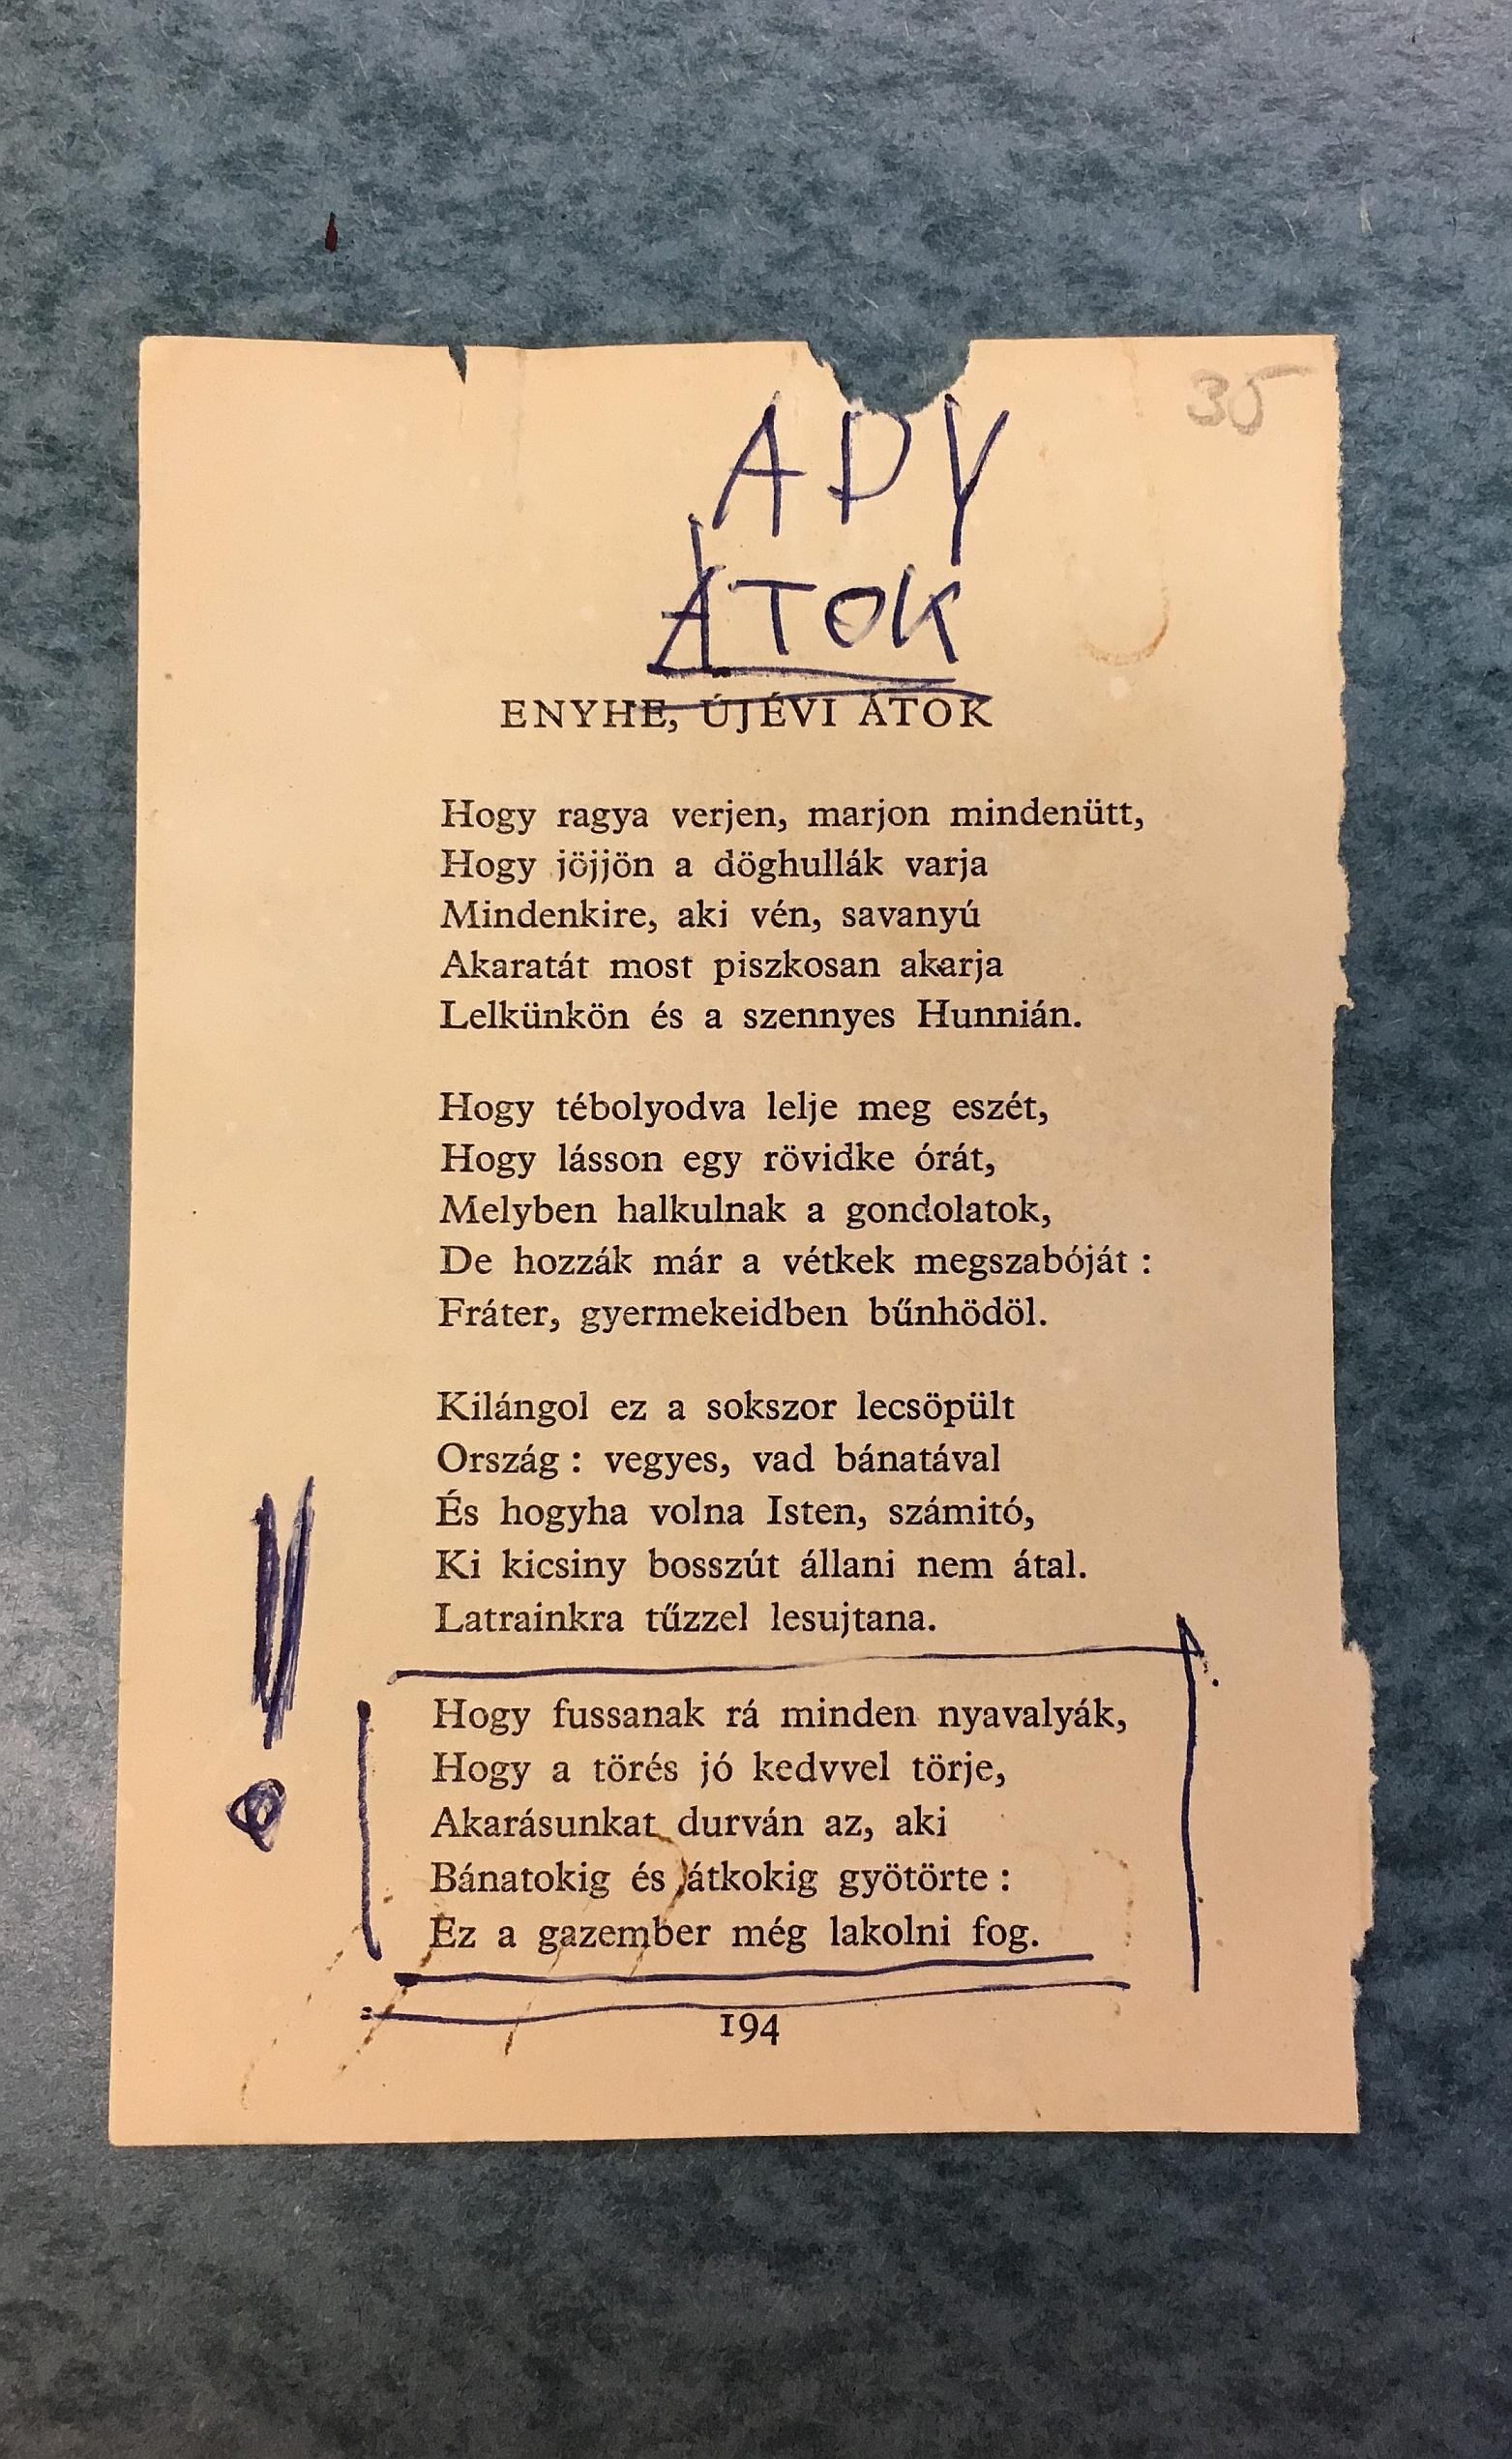 35
ADY
ÁTOK
ENYHE, ÚJÉVI ÁTOK
Hogy ragya verjen, marjon mindenütt,
Hogy jöjjön a döghullák varja
Mindenkire, aki vén, savanyú
Akaratát most piszkosan akarja
Lelkünkön és a szennyes Hunnián.
Hogy tébolyodva lelje meg eszét,
Hogy lásson egy rövidke órát,
Melyben halkulnak a gondolatok,
De hozzák már a vétkek megszabóját :
Fráter, gyermekeidben bűnhödöl.
Kilángol ez a sokszor lecsöpült
Ország : vegyes, vad bánatával
És hogyha volna Isten, számitó,
Ki kicsiny bosszút állani nem átal.
Latrainkra tűzzel lesujtana.
Hogy fussanak rá minden nyavalyák,
Hogy a törés jó kedvvel törje,
Akarásunkat durván az, aki
Bánatokig és átkokig gyötörte :
Ez a gazember még lakolni fog.
194